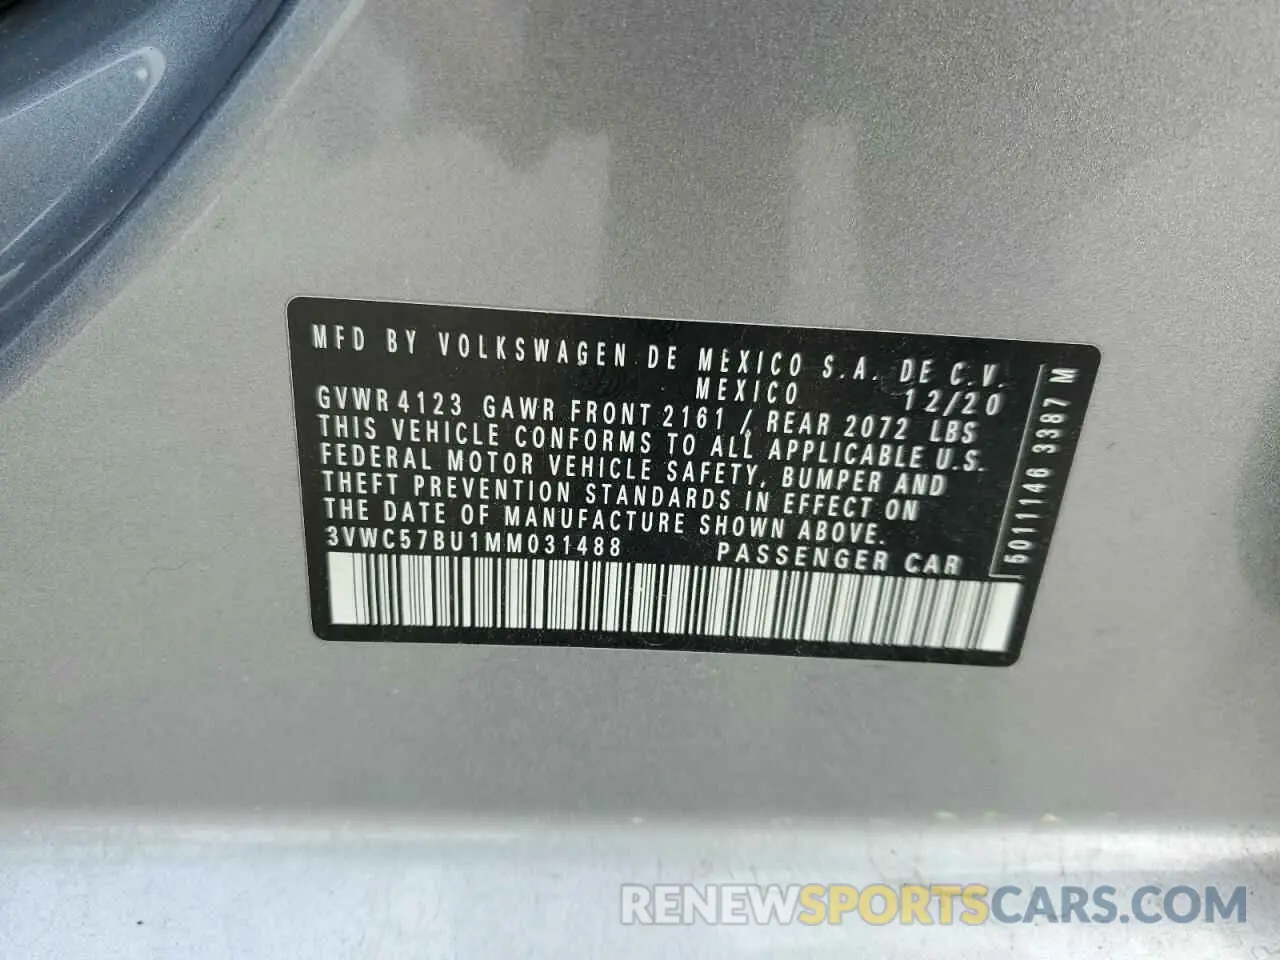 MFD BY VOLKSWAGEN DE MEXICO S.A. DE C.V.
MEXICO 12/20
GVWR 4123 GAWR FRONT 2161 / REAR 2072 LBS
THIS VEHICLE CONFORMS TO ALL APPLICABLE U.S.
FEDERAL MOTOR VEHICLE SAFETY, BUMPER AND
THEFT PREVENTION STANDARDS IN EFFECT ON
THE DATE OF MANUFACTURE SHOWN ABOVE.
3VWC57BU1MM031488 PASSENGER CAR
5011146 3387 M
RENEWSPORTSCARS.COM